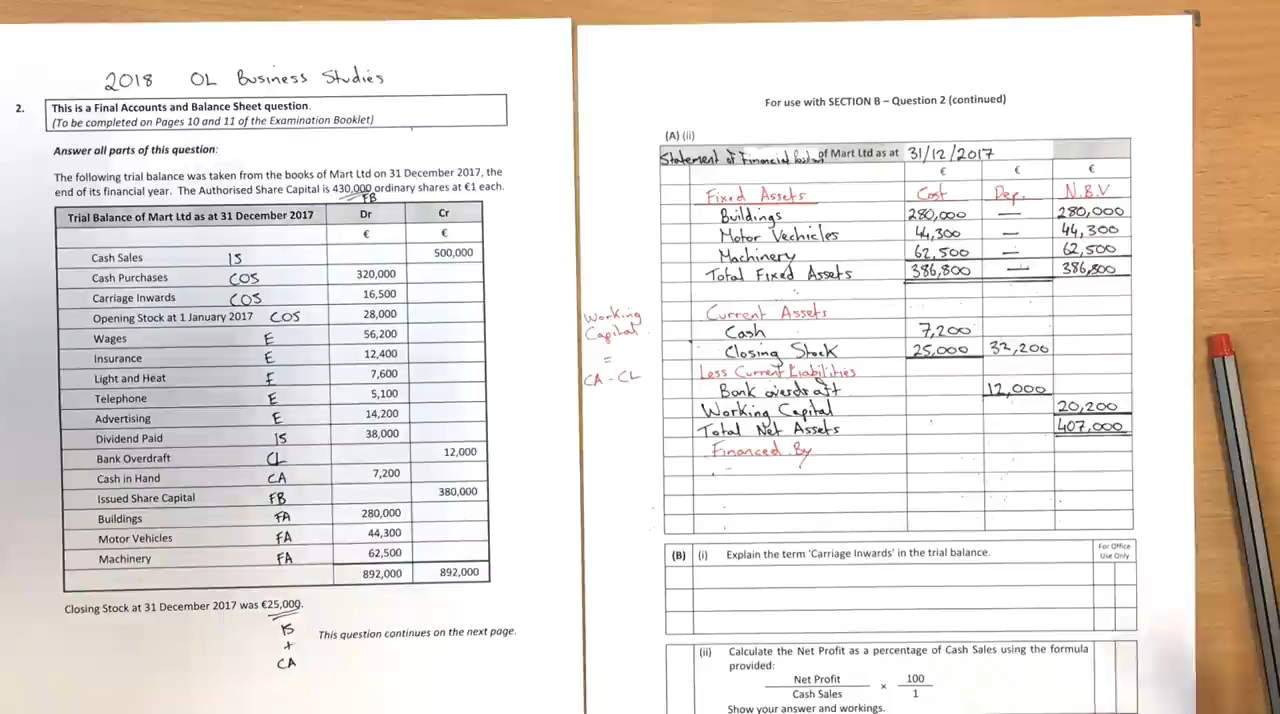 2018 OL Business Studies
2. This is a Final Accounts and Balance Sheet question.
(To be completed on Pages 10 and 11 of the Examination Booklet)
Answer all parts of this question:
The following trial balance was taken from the books of Mart Ltd on 31 December 2017, the
end of its financial year. The Authorised Share Capital is 430,000 ordinary shares at €1 each.
FB
Trial Balance of Mart Ltd as at 31 December 2017 Dr Cr
€ €
Cash Sales IS 500,000
Cash Purchases COS 320,000
Carriage Inwards COS 16,500
Opening Stock at 1 January 2017 COS 28,000
Wages E 56,200
Insurance E 12,400
Light and Heat E 7,600
Telephone E 5,100
Advertising E 14,200
Dividend Paid IS 38,000
Bank Overdraft CL 12,000
Cash in Hand CA 7,200
Issued Share Capital FB 380,000
Buildings FA 280,000
Motor Vehicles FA 44,300
Machinery FA 62,500
892,000 892,000
Closing Stock at 31 December 2017 was €25,000.
IS
+
CA
This question continues on the next page.
For use with SECTION B – Question 2 (continued)
(A) (ii)
Statement of Financial of Mart Ltd as at 31/12/2017
€ € €
Fixed Assets Cost Dep. N.B.V
Buildings 280,000 — 280,000
Motor Vechicles 44,300 — 44,300
Machinery 62,500 — 62,500
Total Fixed Assets 386,800 — 386,800
Current Assets
Cash 7,200
Closing Stock 25,000 32,200
Less Current Liabilities
Bank overdraft 12,000
Working Capital 20,200
Total Net Assets 407,000
Financed By
Working
Capital
=
CA - CL
(B) (i) Explain the term 'Carriage Inwards' in the trial balance.
For Office
Use Only
(ii) Calculate the Net Profit as a percentage of Cash Sales using the formula
provided:
Net Profit × 100
Cash Sales 1
Show your answer and workings.